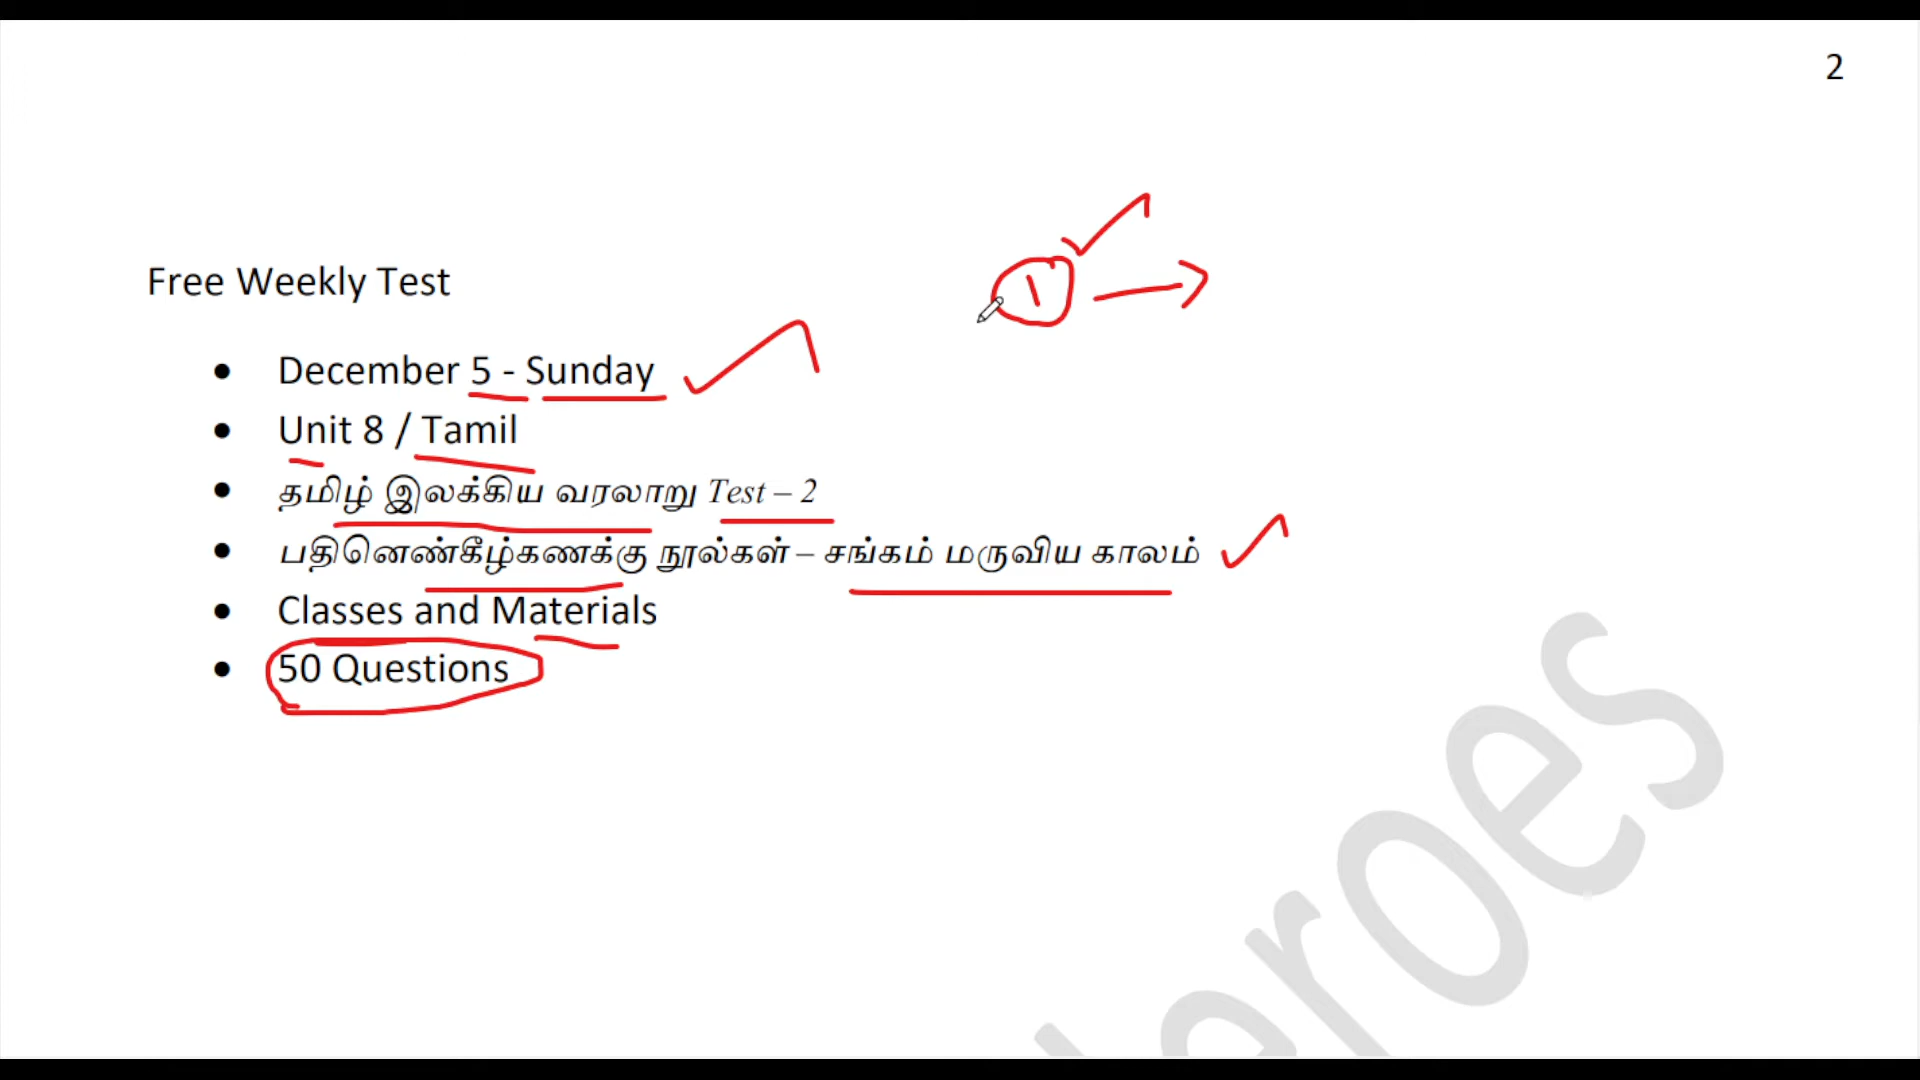 2
1
Free Weekly Test
• December 5 - Sunday
• Unit 8 / Tamil
• தமிழ் இலக்கிய வரலாறு Test – 2
• பதினெண்கீழ்கணக்கு நூல்கள் – சங்கம் மருவிய காலம்
• Classes and Materials
• 50 Questions
eroes